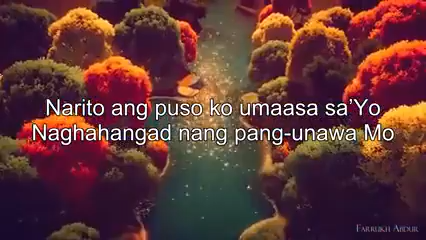 Narito ang puso ko umaasa sa'Yo
Naghahangad nang pang-unawa Mo
Farrukh Abdur